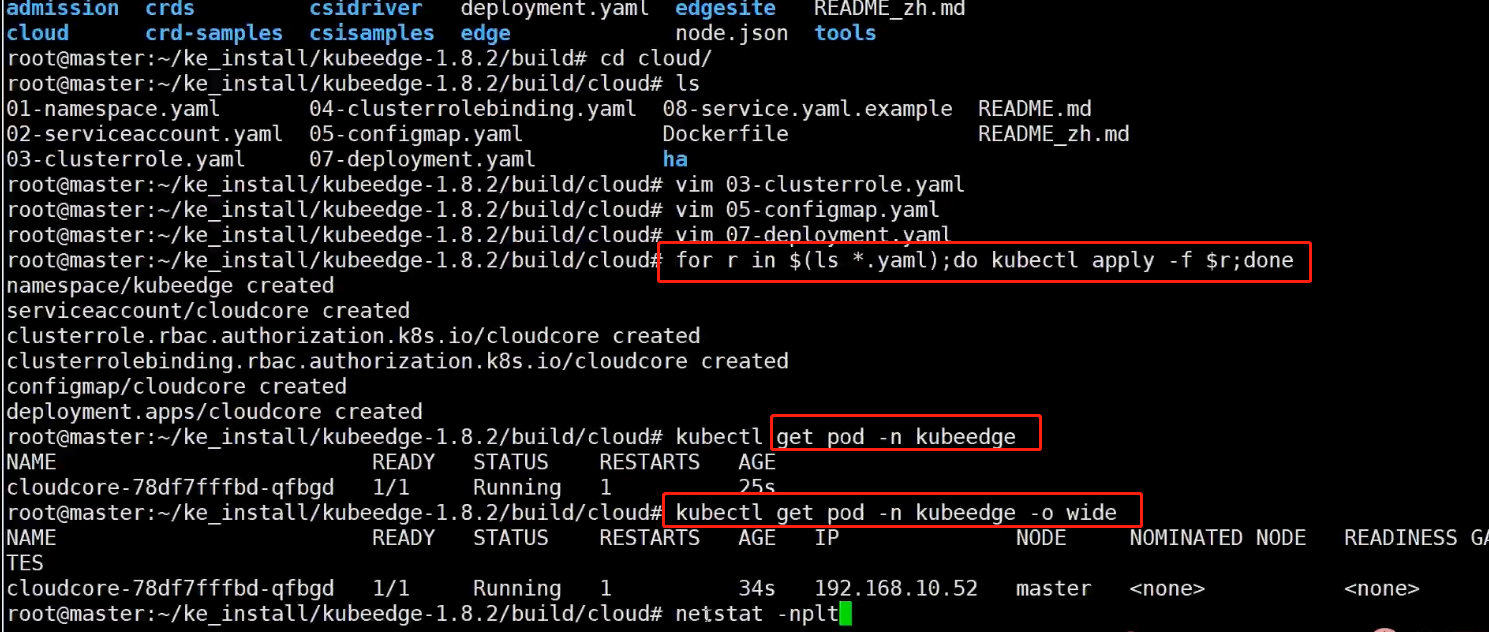 admission  crds         csidriver   deployment.yaml  edgesite   README_zh.md
cloud      crd-samples  csisamples  edge             node.json  tools
root@master:~/ke_install/kubeedge-1.8.2/build# cd cloud/
root@master:~/ke_install/kubeedge-1.8.2/build/cloud# ls
01-namespace.yaml       04-clusterrolebinding.yaml  08-service.yaml.example  README.md
02-serviceaccount.yaml  05-configmap.yaml           Dockerfile               README_zh.md
03-clusterrole.yaml     07-deployment.yaml          ha
root@master:~/ke_install/kubeedge-1.8.2/build/cloud# vim 03-clusterrole.yaml
root@master:~/ke_install/kubeedge-1.8.2/build/cloud# vim 05-configmap.yaml
root@master:~/ke_install/kubeedge-1.8.2/build/cloud# vim 07-deployment.yaml
root@master:~/ke_install/kubeedge-1.8.2/build/cloud# for r in $(ls *.yaml);do kubectl apply -f $r;done
namespace/kubeedge created
serviceaccount/cloudcore created
clusterrole.rbac.authorization.k8s.io/cloudcore created
clusterrolebinding.rbac.authorization.k8s.io/cloudcore created
configmap/cloudcore created
deployment.apps/cloudcore created
root@master:~/ke_install/kubeedge-1.8.2/build/cloud# kubectl get pod -n kubeedge
NAME                         READY   STATUS    RESTARTS   AGE
cloudcore-78df7fffbd-qfbgd   1/1     Running   1          25s
root@master:~/ke_install/kubeedge-1.8.2/build/cloud# kubectl get pod -n kubeedge -o wide
NAME                         READY   STATUS    RESTARTS   AGE   IP              NODE     NOMINATED NODE   READINESS GA
TES
cloudcore-78df7fffbd-qfbgd   1/1     Running   1          34s   192.168.10.52   master   <none>           <none>
root@master:~/ke_install/kubeedge-1.8.2/build/cloud# netstat -nplt